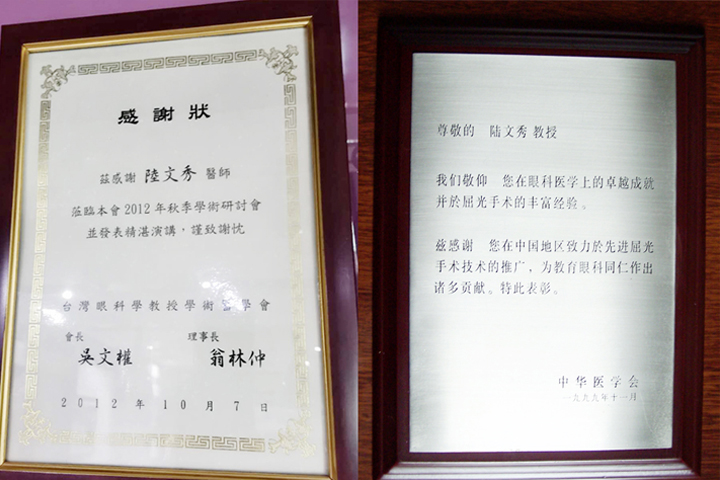 感謝狀
茲感謝 陸文秀 醫師
蒞臨本會2012年秋季學術研討會
並發表精湛演講，謹致謝忱
台灣眼科學教授學術醫學會
會長 理事長
吳文權 翁林仲
2012年10月7日
尊敬的 陆文秀 教授
我们敬仰 您在眼科医学上的卓越成就
并於屈光手术的丰富经验。
兹感谢 您在中国地区致力於先进屈光
手术技术的推广，为教育眼科同仁作出
诸多贡献。特此表彰。
中华医学会
一九九九年十一月